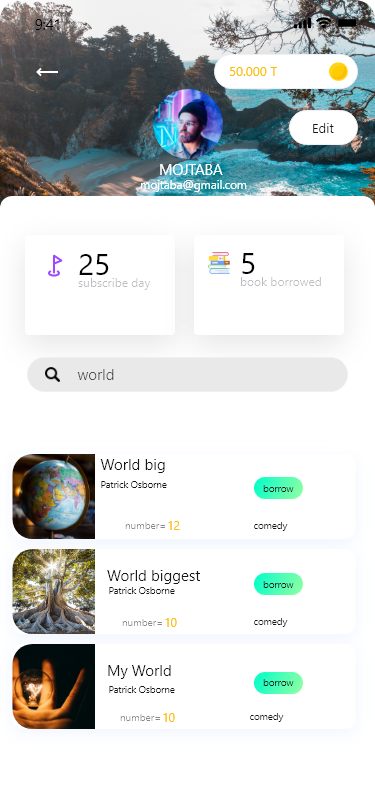 9:41
50.000 T
Edit
MOJTABA
mojtaba@gmail.com
25
subscribe day
5
book borrowed
world
World big
Patrick Osborne
borrow
number= 12
comedy
World biggest
Patrick Osborne
borrow
number= 10
comedy
My World
Patrick Osborne
borrow
number= 10
comedy